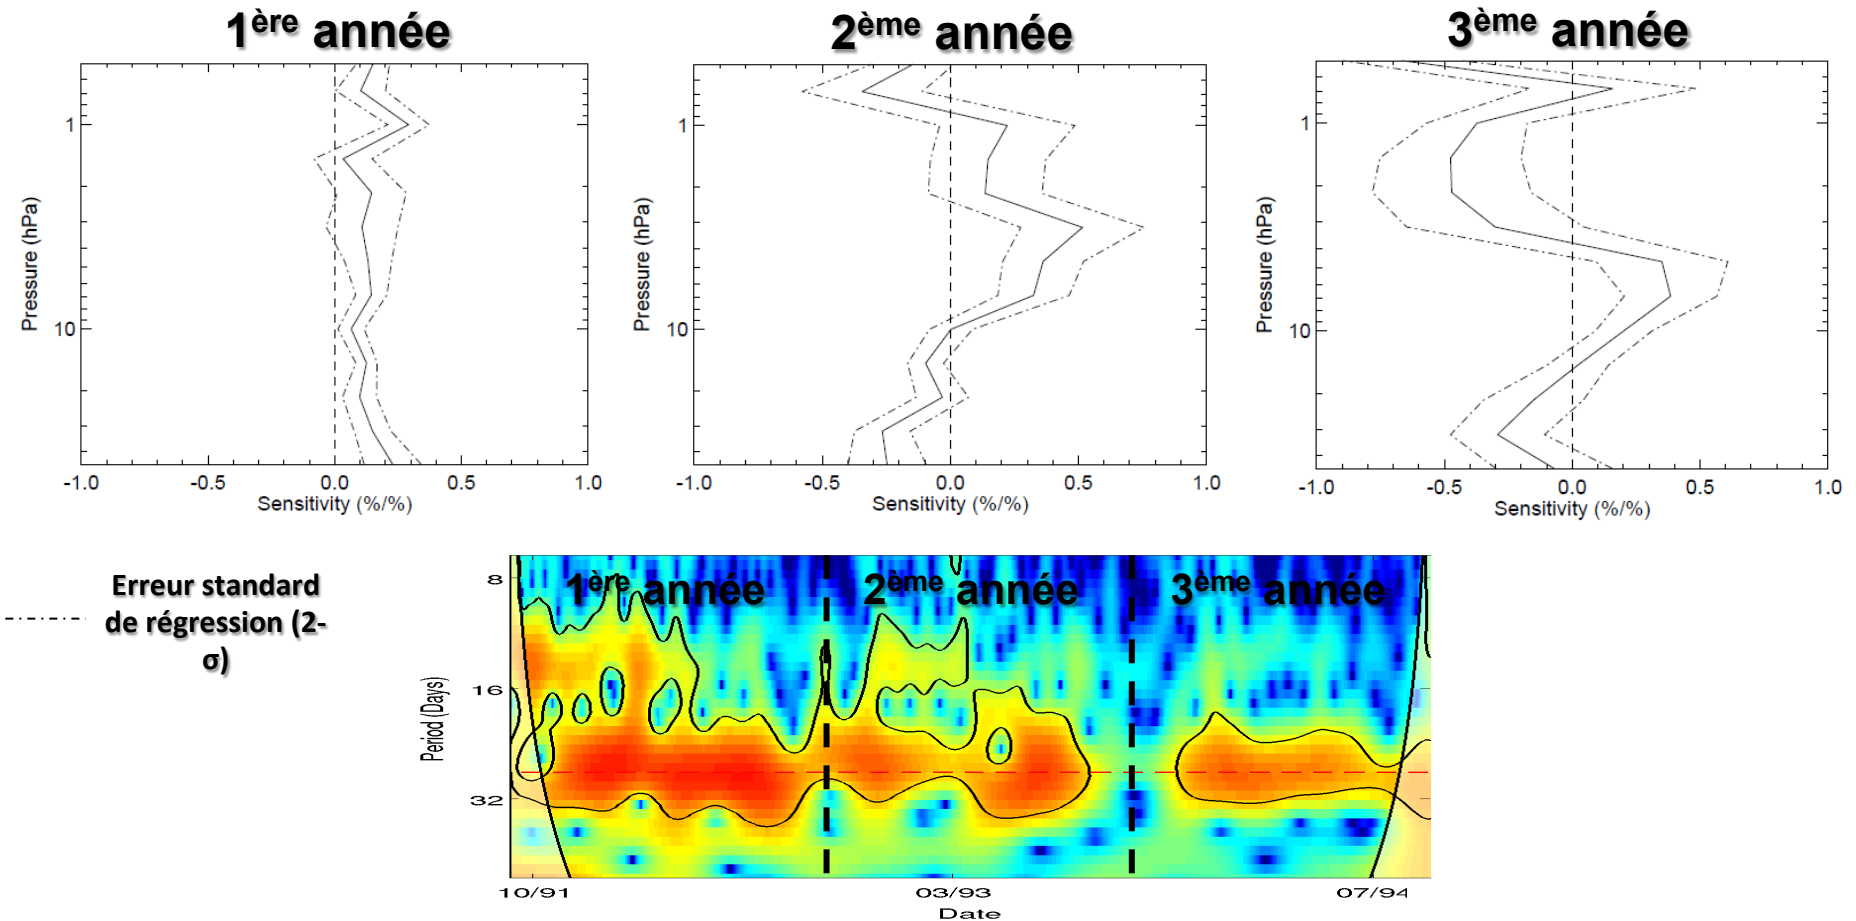 1ère année
2ème année
3ème année
1
10
Pressure (hPa)
-1.0 -0.5 0.0 0.5 1.0
Sensitivity (%/%)
1
10
Pressure (hPa)
-1.0 -0.5 0.0 0.5 1.0
Sensitivity (%/%)
1
10
Pressure (hPa)
-1.0 -0.5 0.0 0.5 1.0
Sensitivity (%/%)
Erreur standard
de régression (2-
σ)
1ère année
2ème année
3ème année
8
16
32
Period (Days)
10/91 03/93 07/94
Date